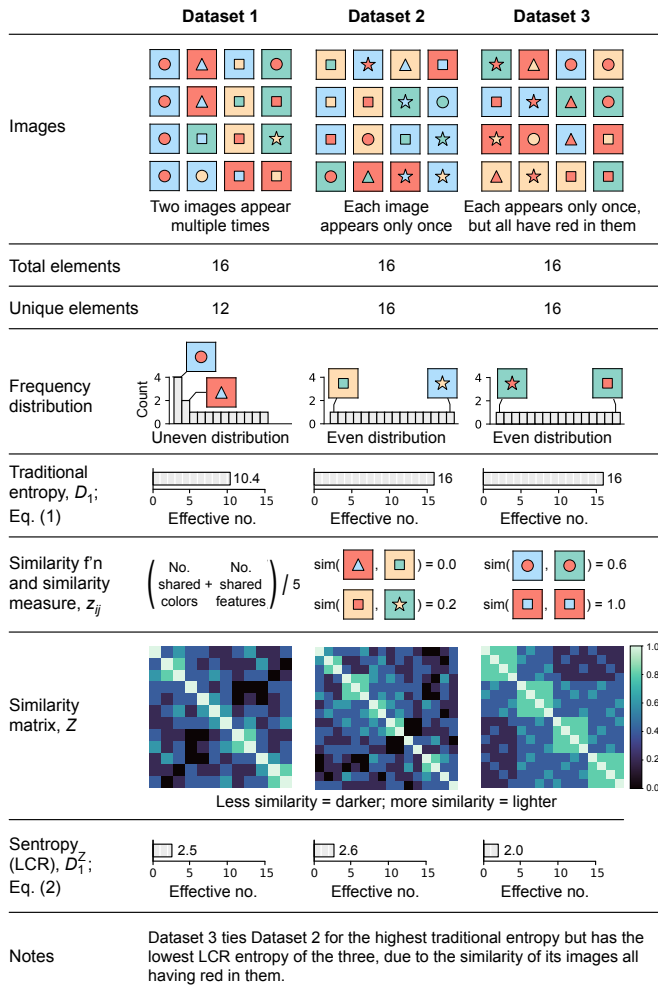 Dataset 1 Dataset 2 Dataset 3
Images
Two images appear
multiple times
Each image
appears only once
Each appears only once,
but all have red in them
Total elements 16 16 16
Unique elements 12 16 16
Frequency
distribution
Count
4
2
0
Uneven distribution
4
2
0
Even distribution
4
2
0
Even distribution
Traditional
entropy, D₁;
Eq. (1)
10.4
0 5 10 15
Effective no.
16
0 5 10 15
Effective no.
16
0 5 10 15
Effective no.
Similarity f'n
and similarity
measure, zᵢⱼ
( No. shared colors + No. shared features ) / 5
sim( , ) = 0.0
sim( , ) = 0.2
sim( , ) = 0.6
sim( , ) = 1.0
Similarity
matrix, Z
1.0
0.8
0.6
0.4
0.2
0.0
Less similarity = darker; more similarity = lighter
Sentropy
(LCR), D₁ᶻ;
Eq. (2)
2.5
0 5 15
Effective no.
2.6
0 5 15
Effective no.
2.0
0 5 15
Effective no.
Notes
Dataset 3 ties Dataset 2 for the highest traditional entropy but has the
lowest LCR entropy of the three, due to the similarity of its images all
having red in them.